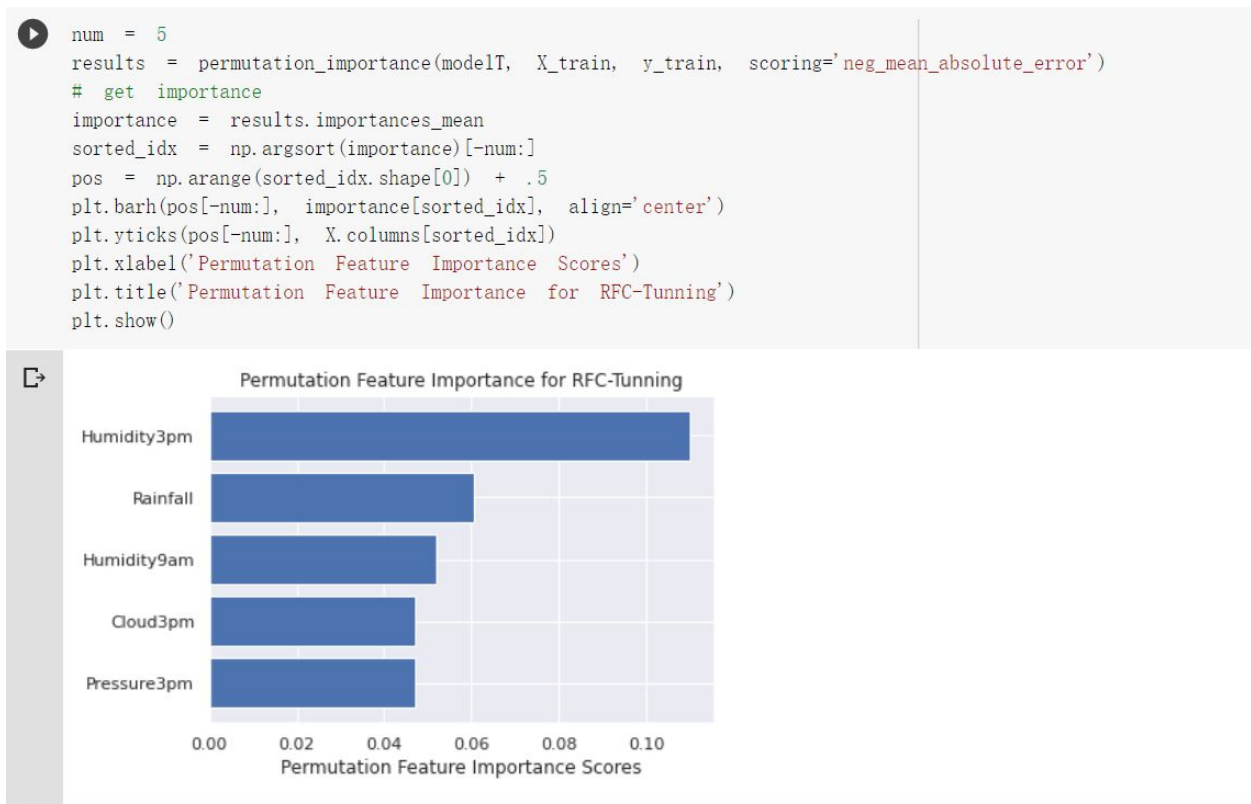 num = 5
results = permutation_importance(modelT, X_train, y_train, scoring='neg_mean_absolute_error')
# get importance
importance = results.importances_mean
sorted_idx = np.argsort(importance)[-num:]
pos = np.arange(sorted_idx.shape[0]) + .5
plt.barh(pos[-num:], importance[sorted_idx], align='center')
plt.yticks(pos[-num:], X.columns[sorted_idx])
plt.xlabel('Permutation Feature Importance Scores')
plt.title('Permutation Feature Importance for RFC-Tunning')
plt.show()
Permutation Feature Importance for RFC-Tunning
Humidity3pm
Rainfall
Humidity9am
Cloud3pm
Pressure3pm
0.00 0.02 0.04 0.06 0.08 0.10
Permutation Feature Importance Scores